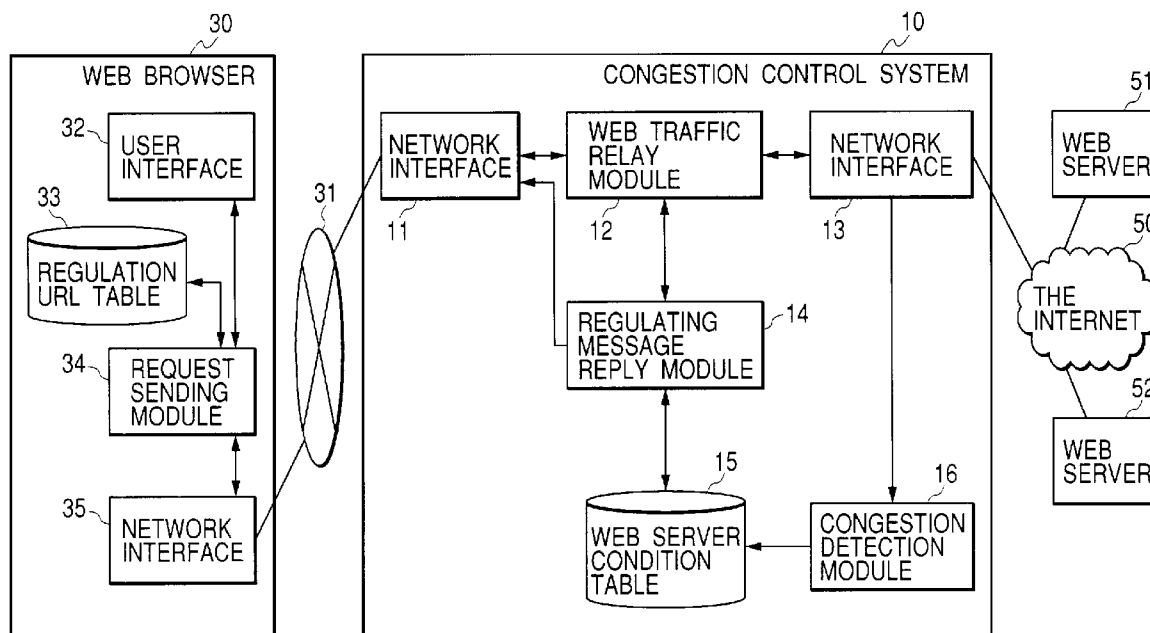 30
WEB BROWSER
32
USER
INTERFACE
33
REGULATION
URL TABLE
34
REQUEST
SENDING
MODULE
35
NETWORK
INTERFACE
31
10
CONGESTION CONTROL SYSTEM
NETWORK
INTERFACE
11
WEB TRAFFIC
RELAY
MODULE
12
NETWORK
INTERFACE
13
REGULATING
MESSAGE
REPLY MODULE
14
15
WEB SERVER
CONDITION
TABLE
16
CONGESTION
DETECTION
MODULE
51
WEB
SERVER
50
THE
INTERNET
52
WEB
SERVER